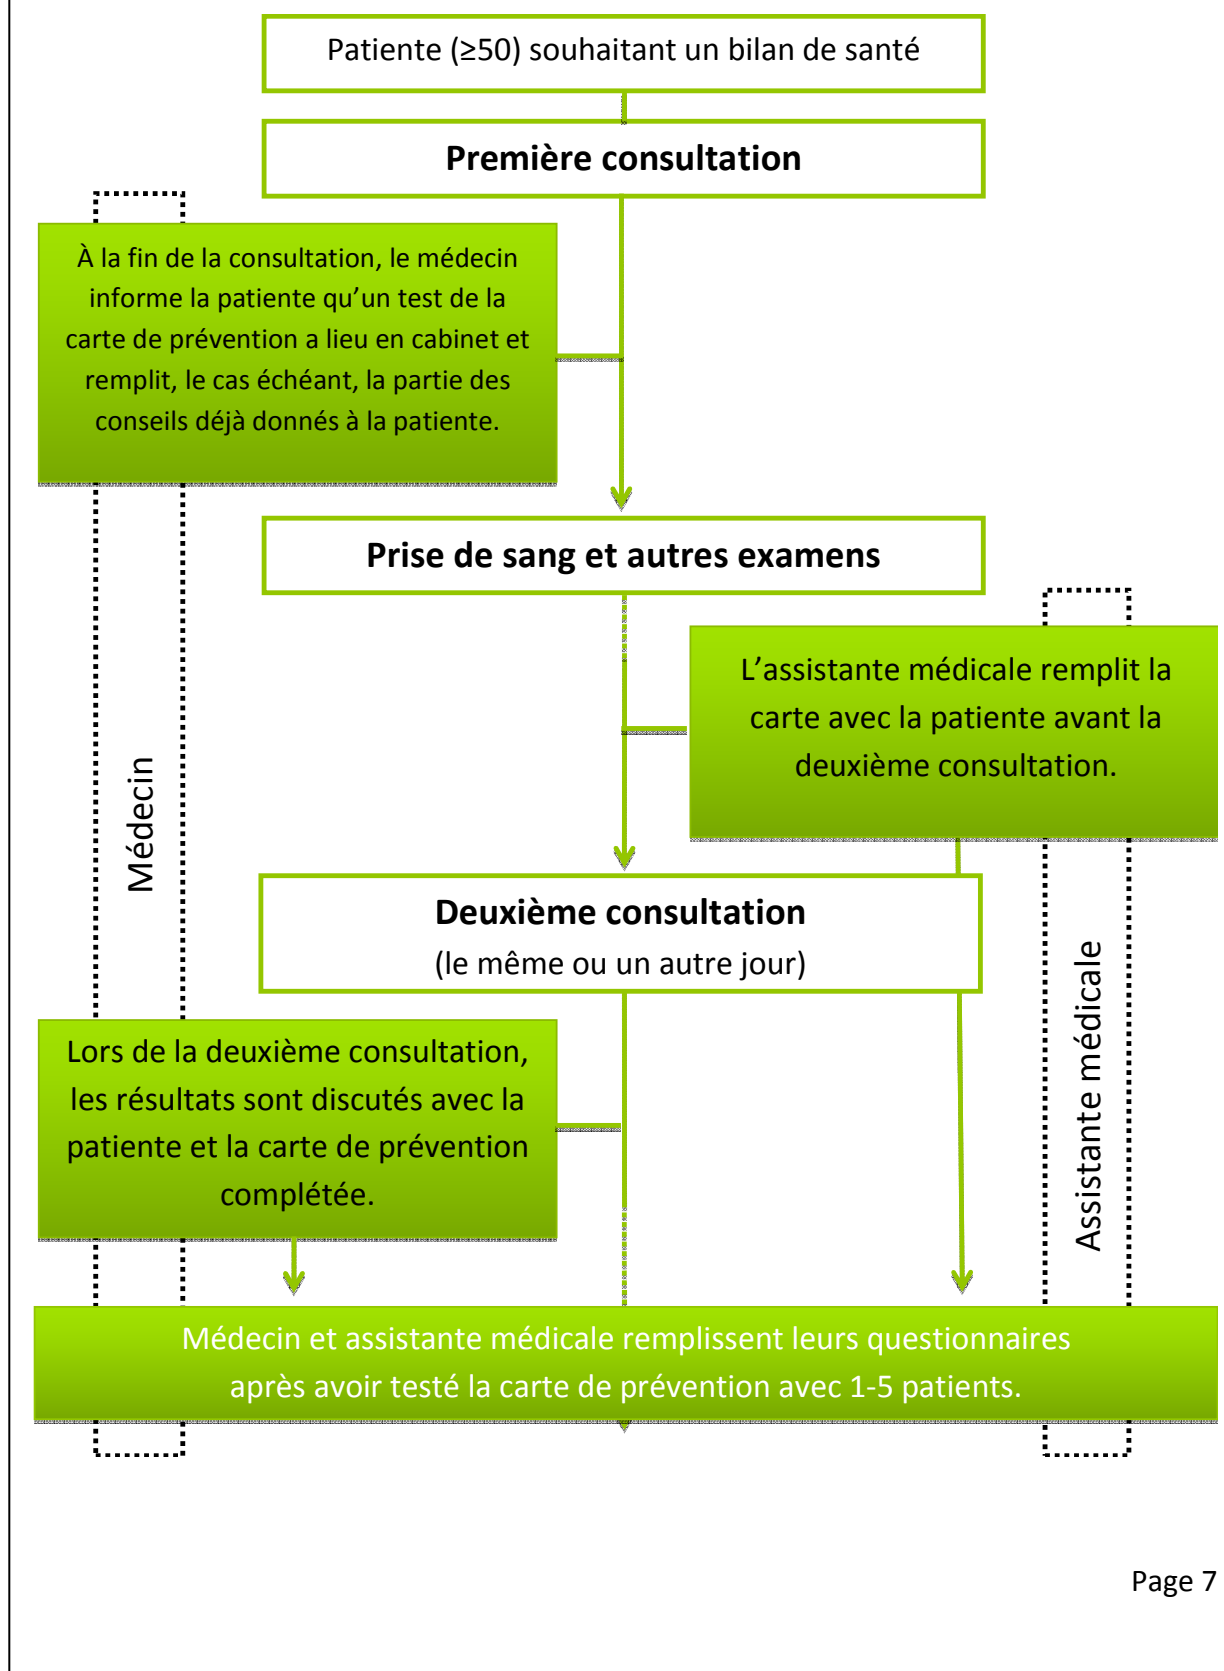 Patiente (≥50) souhaitant un bilan de santé
Première consultation
À la fin de la consultation, le médecin
informe la patiente qu’un test de la
carte de prévention a lieu en cabinet et
remplit, le cas échéant, la partie des
conseils déjà donnés à la patiente.
Prise de sang et autres examens
L’assistante médicale remplit la
carte avec la patiente avant la
deuxième consultation.
Médecin
Deuxième consultation
(le même ou un autre jour)
Assistante médicale
Lors de la deuxième consultation,
les résultats sont discutés avec la
patiente et la carte de prévention
complétée.
Médecin et assistante médicale remplissent leurs questionnaires
après avoir testé la carte de prévention avec 1-5 patients.
Page 7